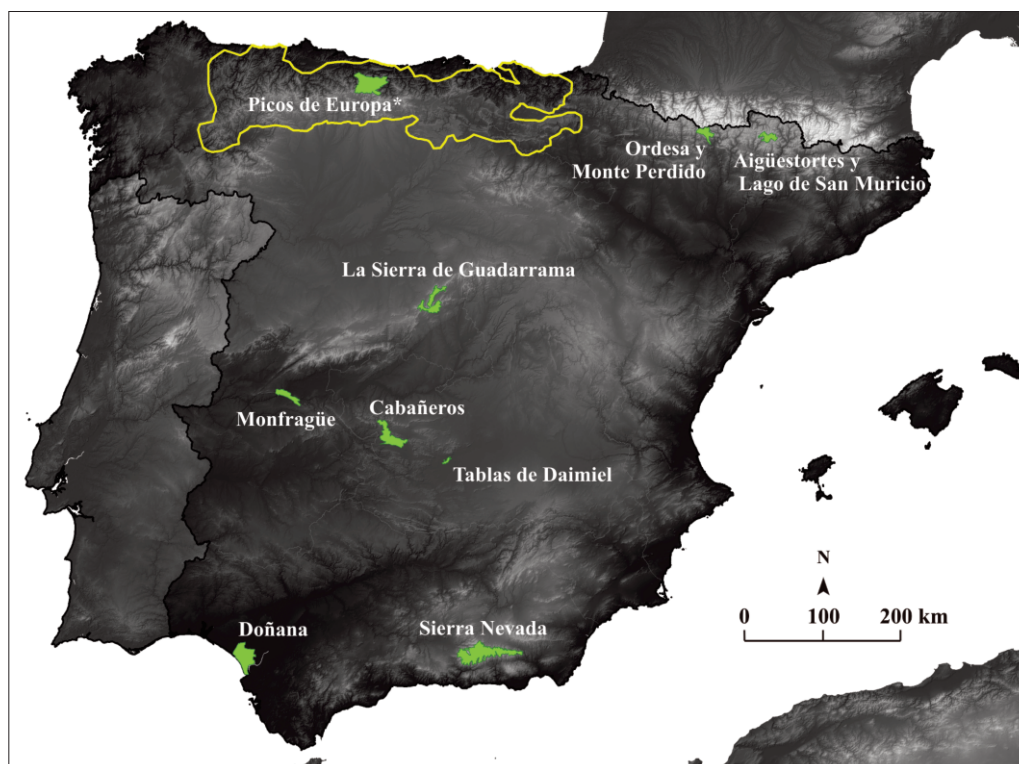 Picos de Europa*
Ordesa y
Monte Perdido
Aigüestortes y
Lago de San Muricio
La Sierra de Guadarrama
Monfragüe
Cabañeros
Tablas de Daimiel
N
0 100 200 km
Doñana
Sierra Nevada